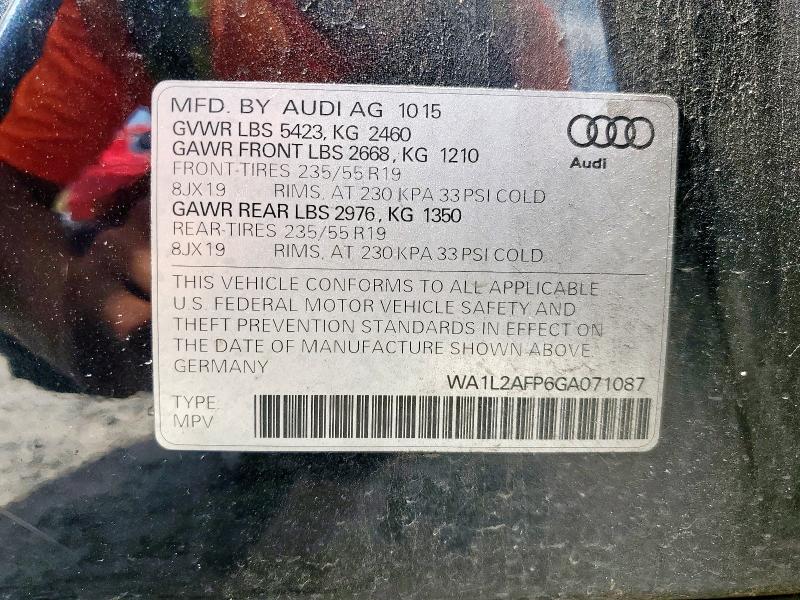 MFD. BY AUDI AG 10 15
GVWR LBS 5423, KG 2460
GAWR FRONT LBS 2668, KG 1210
FRONT-TIRES 235/55 R19
8JX19 RIMS, AT 230 KPA 33 PSI COLD
GAWR REAR LBS 2976, KG 1350
REAR-TIRES 235/55 R19
8JX19 RIMS, AT 230 KPA 33 PSI COLD
Audi
THIS VEHICLE CONFORMS TO ALL APPLICABLE
U.S. FEDERAL MOTOR VEHICLE SAFETY AND
THEFT PREVENTION STANDARDS IN EFFECT ON
THE DATE OF MANUFACTURE SHOWN ABOVE.
GERMANY
WA1L2AFP6GA071087
TYPE
MPV